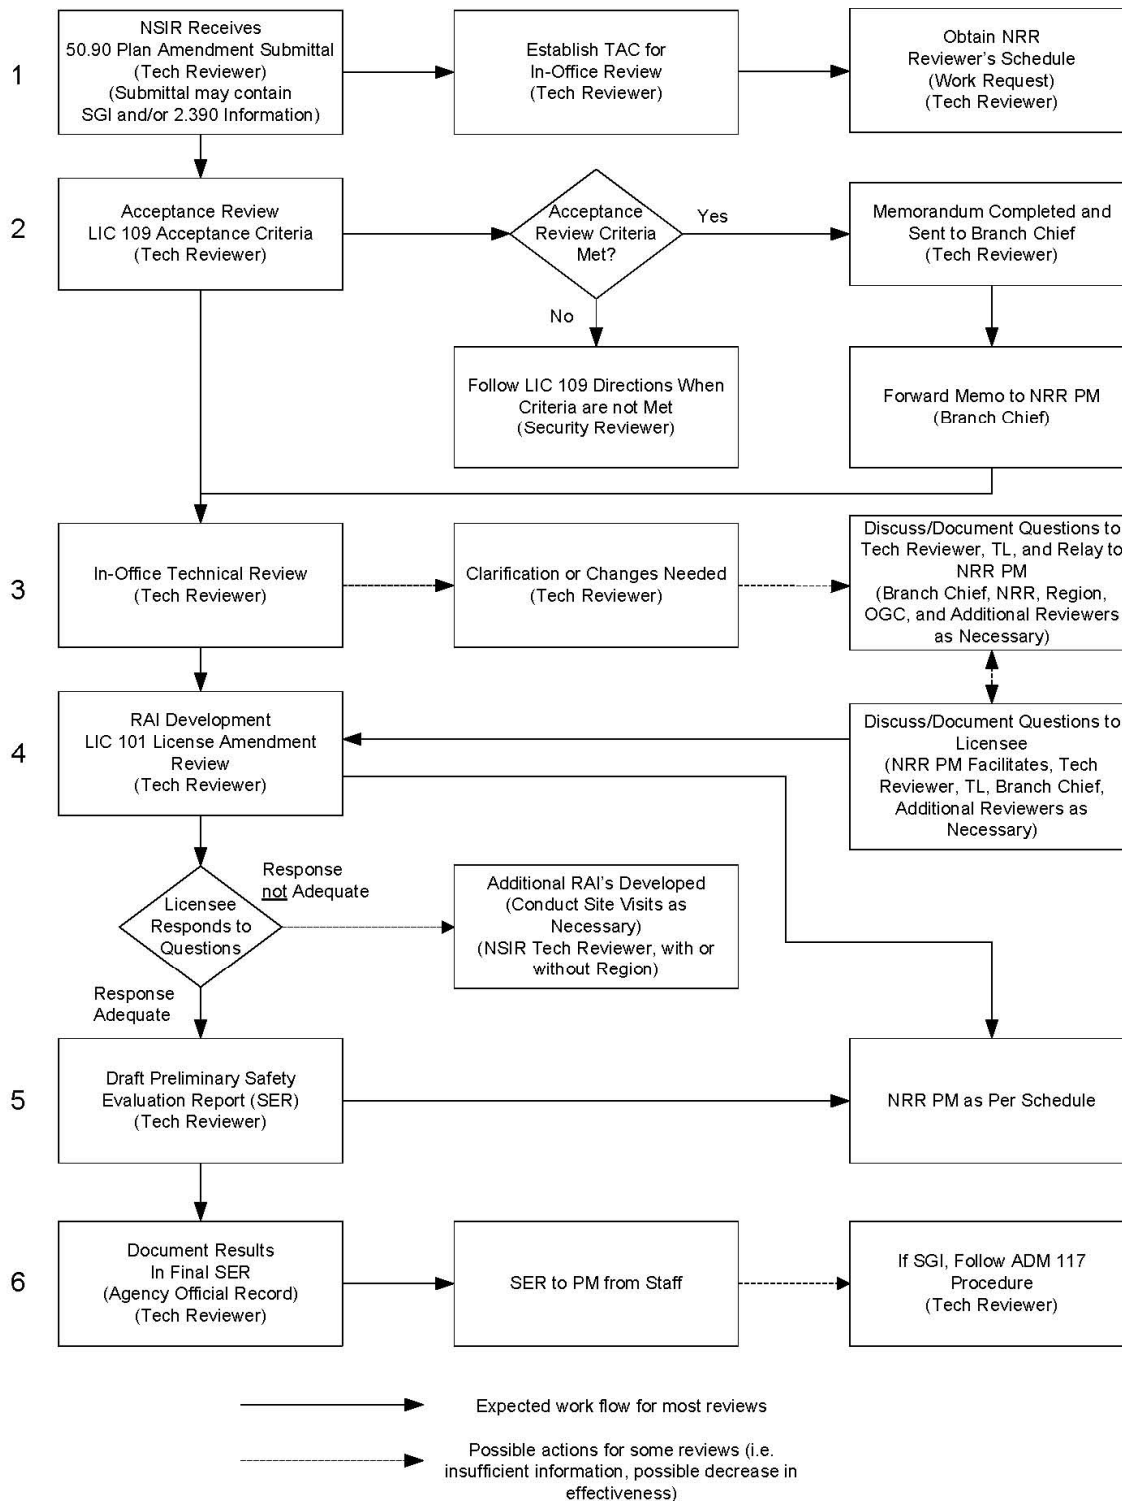 1
NSIR Receives
50.90 Plan Amendment Submittal
(Tech Reviewer)
(Submittal may contain
SGI and/or 2.390 Information)
Establish TAC for
In-Office Review
(Tech Reviewer)
Obtain NRR
Reviewer's Schedule
(Work Request)
(Tech Reviewer)
2
Acceptance Review
LIC 109 Acceptance Criteria
(Tech Reviewer)
Acceptance
Review Criteria
Met?
Yes
Memorandum Completed and
Sent to Branch Chief
(Tech Reviewer)
No
Follow LIC 109 Directions When
Criteria are not Met
(Security Reviewer)
Forward Memo to NRR PM
(Branch Chief)
3
In-Office Technical Review
(Tech Reviewer)
Clarification or Changes Needed
(Tech Reviewer)
Discuss/Document Questions to
Tech Reviewer, TL, and Relay to
NRR PM
(Branch Chief, NRR, Region,
OGC, and Additional Reviewers
as Necessary)
4
RAI Development
LIC 101 License Amendment
Review
(Tech Reviewer)
Discuss/Document Questions to
Licensee
(NRR PM Facilitates, Tech
Reviewer, TL, Branch Chief,
Additional Reviewers as
Necessary)
Licensee
Responds to
Questions
Response
not Adequate
Additional RAI's Developed
(Conduct Site Visits as
Necessary)
(NSIR Tech Reviewer, with or
without Region)
Response
Adequate
5
Draft Preliminary Safety
Evaluation Report (SER)
(Tech Reviewer)
NRR PM as Per Schedule
6
Document Results
In Final SER
(Agency Official Record)
(Tech Reviewer)
SER to PM from Staff
If SGI, Follow ADM 117
Procedure
(Tech Reviewer)
Expected work flow for most reviews
Possible actions for some reviews (i.e.
insufficient information, possible decrease in
effectiveness)